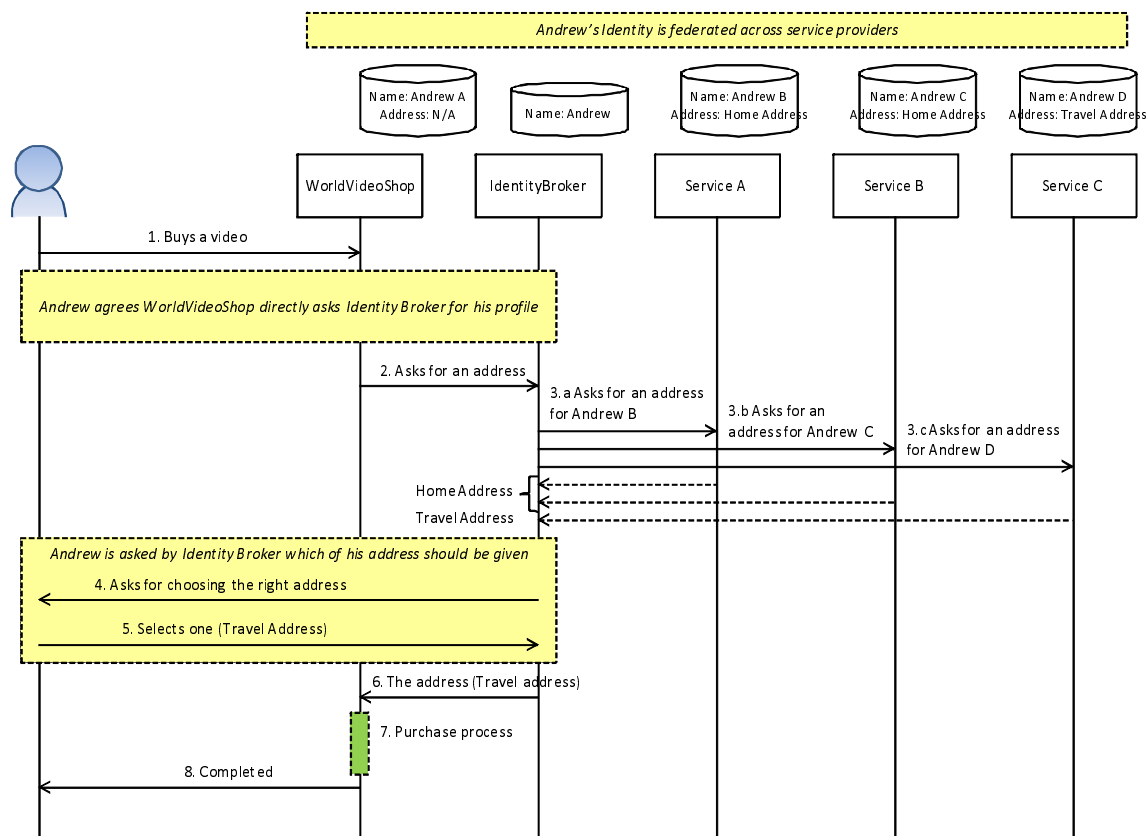 Andrew's Identity is federated across service providers
Name: Andrew A
Address: N/A
Name: Andrew
Name: Andrew B
Address: Home Address
Name: Andrew C
Address: Home Address
Name: Andrew D
Address: Travel Address
WorldVideoShop
IdentityBroker
Service A
Service B
Service C
1. Buys a video
Andrew agrees WorldVideoShop directly asks Identity Broker for his profile
2. Asks for an address
3.a Asks for an address
for Andrew B
3.b Asks for an
address for Andrew C
3.c Asks for an address
for Andrew D
Home Address
Travel Address
Andrew is asked by Identity Broker which of his address should be given
4. Asks for choosing the right address
5. Selects one (Travel Address)
6. The address (Travel address)
7. Purchase process
8. Completed